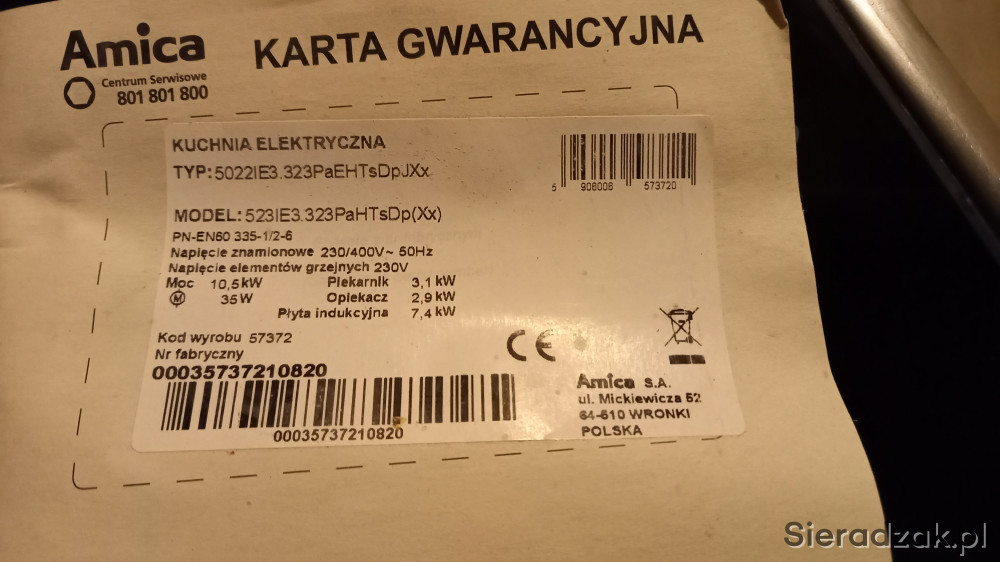 Amica
KARTA GWARANCYJNA
Centrum Serwisowe
801 801 800
KUCHNIA ELEKTRYCZNA
TYP: 5022IE3.323PaEHTsDpJXx
5 906006 573720
MODEL: 523IE3.323PaHTsDp(Xx)
PN-EN60 335-1/2-6
Napięcie znamionowe 230/400V~ 50Hz
Napięcie elementów grzejnych 230V
Moc 10,5kW Piekarnik 3,1 kW
M 35W Opiekacz 2,9 kW
Płyta indukcyjna 7,4 kW
Kod wyrobu 57372
Nr fabryczny
00035737210820
00035737210820
CE
Amica S.A.
ul. Mickiewicza 52
64-510 WRONKI
POLSKA
Sieradzak.pl